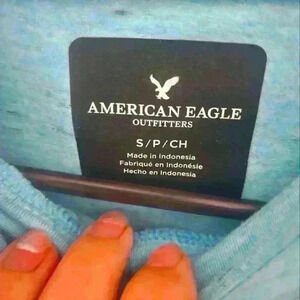 AMERICAN EAGLE
OUTFITTERS
S/P/CH
Made in Indonesia
Fabriqué en Indonésie
Hecho en Indonesia